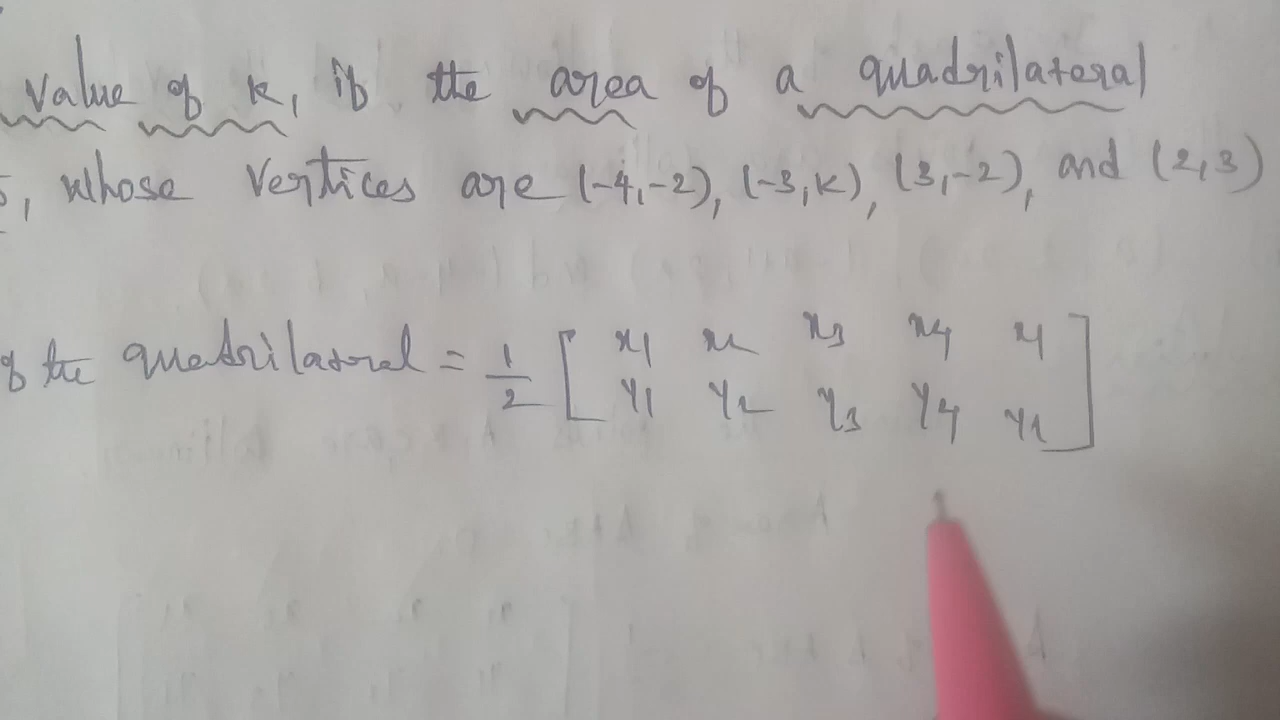 value of k, if the area of a quadrilateral
, whose vertices are (-4,-2), (-3,k), (3,-2), and (2,3)
of the quadrilateral = 1/2 [ x1 x2 x3 x4 x1
y1 y2 y3 y4 y1 ]